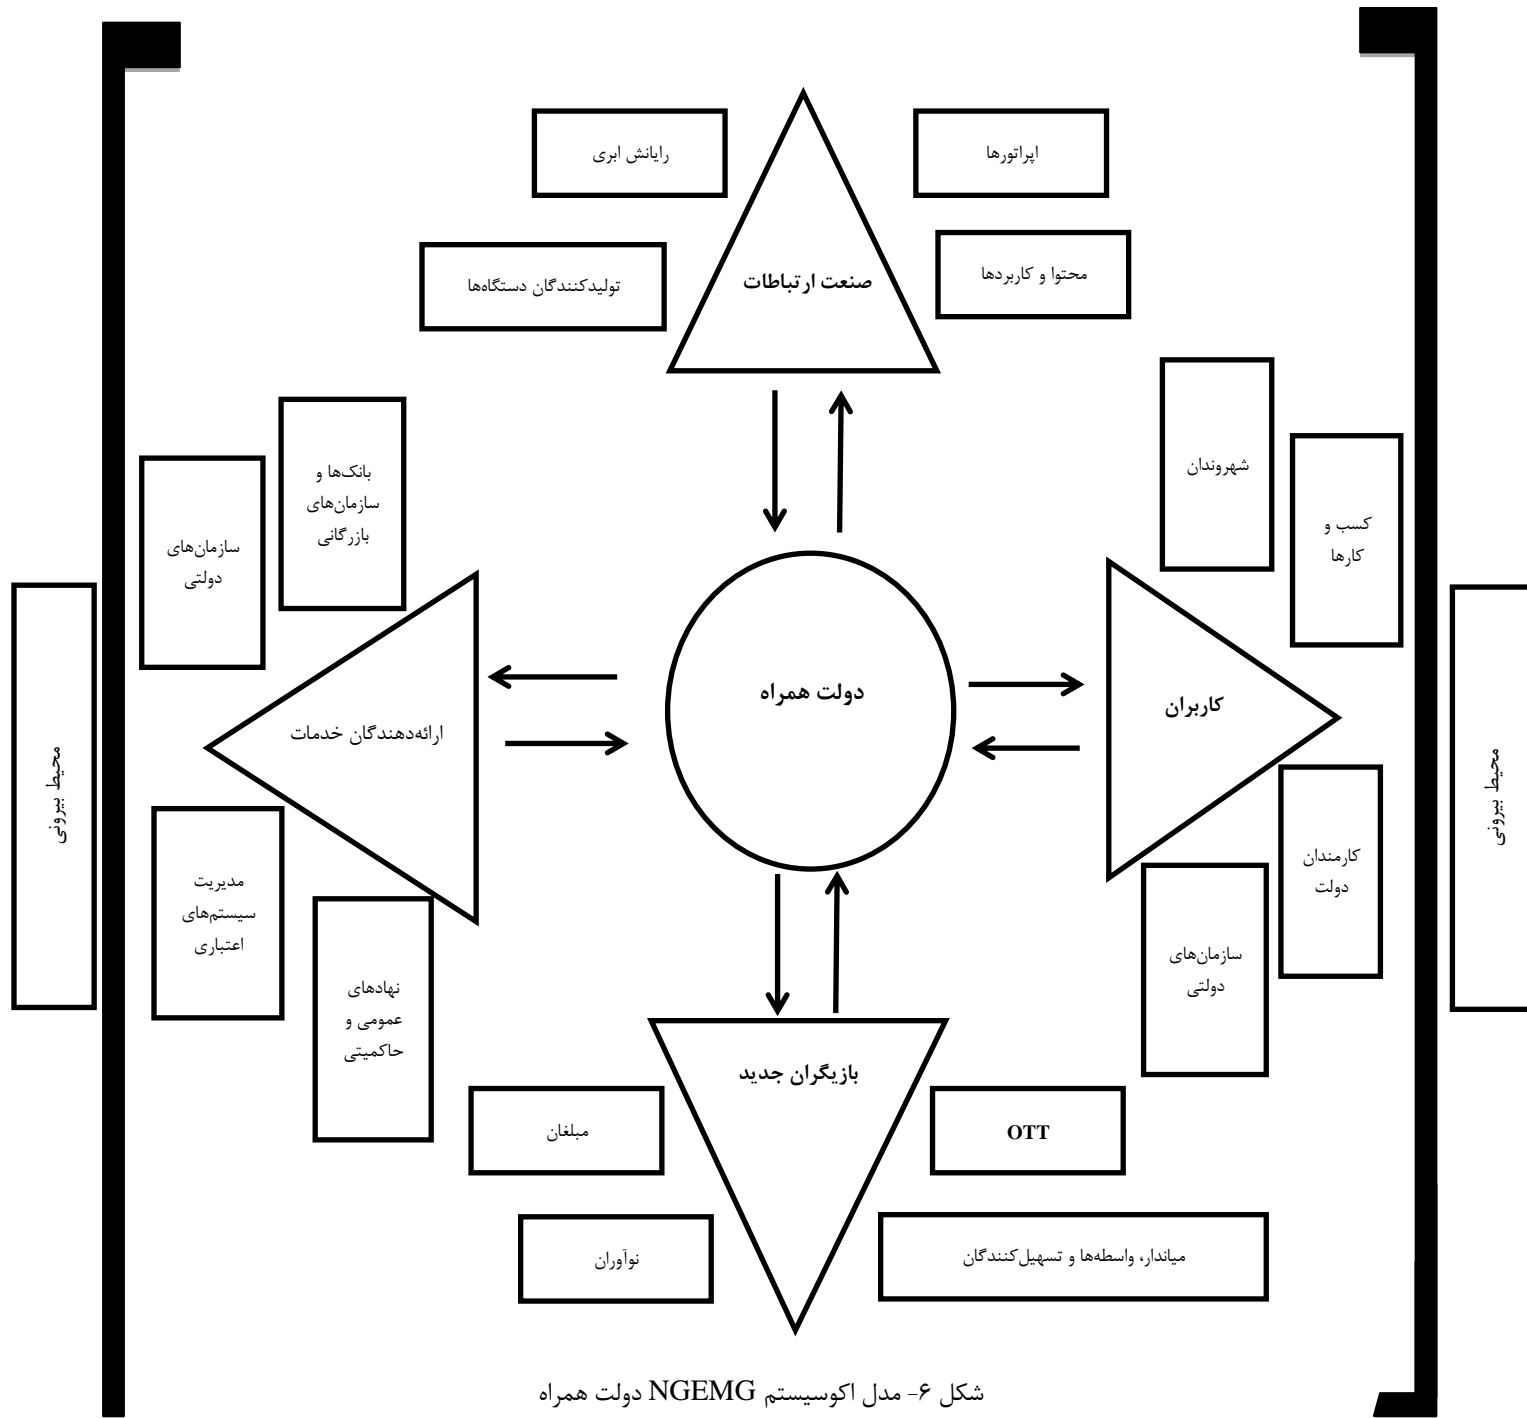 اپراتورها
رایانش ابری
محتوا و کاربردها
تولیدکنندگان دستگاه‌ها
صنعت ارتباطات
شهروندان
کسب و
کارها
بانک‌ها و
سازمان‌های
بازرگانی
سازمان‌های
دولتی
محیط بیرونی
کاربران
دولت همراه
ارائه‌دهندگان خدمات
محیط بیرونی
کارمندان
دولت
سازمان‌های
دولتی
مدیریت
سیستم‌های
اعتباری
نهادهای
عمومی و
حاکمیتی
بازیگران جدید
OTT
مبلغان
میاندار، واسطه‌ها و تسهیل‌کنندگان
نوآوران
شکل ۶- مدل اکوسیستم NGEMG دولت همراه